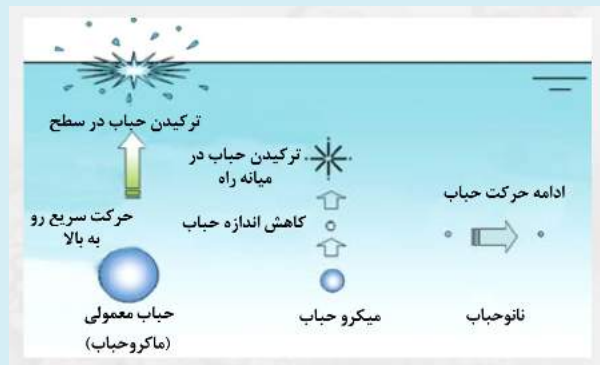 ترکیدن حباب در سطح
حرکت سریع رو
به بالا
حباب معمولی
(ماکروحباب)
ترکیدن حباب در
میانه راه
کاهش اندازه حباب
میکرو حباب
ادامه حرکت حباب
نانوحباب